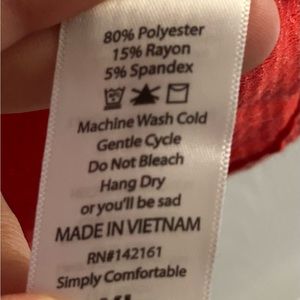 80% Polyester
15% Rayon
5% Spandex
Machine Wash Cold
Gentle Cycle
Do Not Bleach
Hang Dry
or you'll be sad
MADE IN VIETNAM
RN#142161
Simply Comfortable